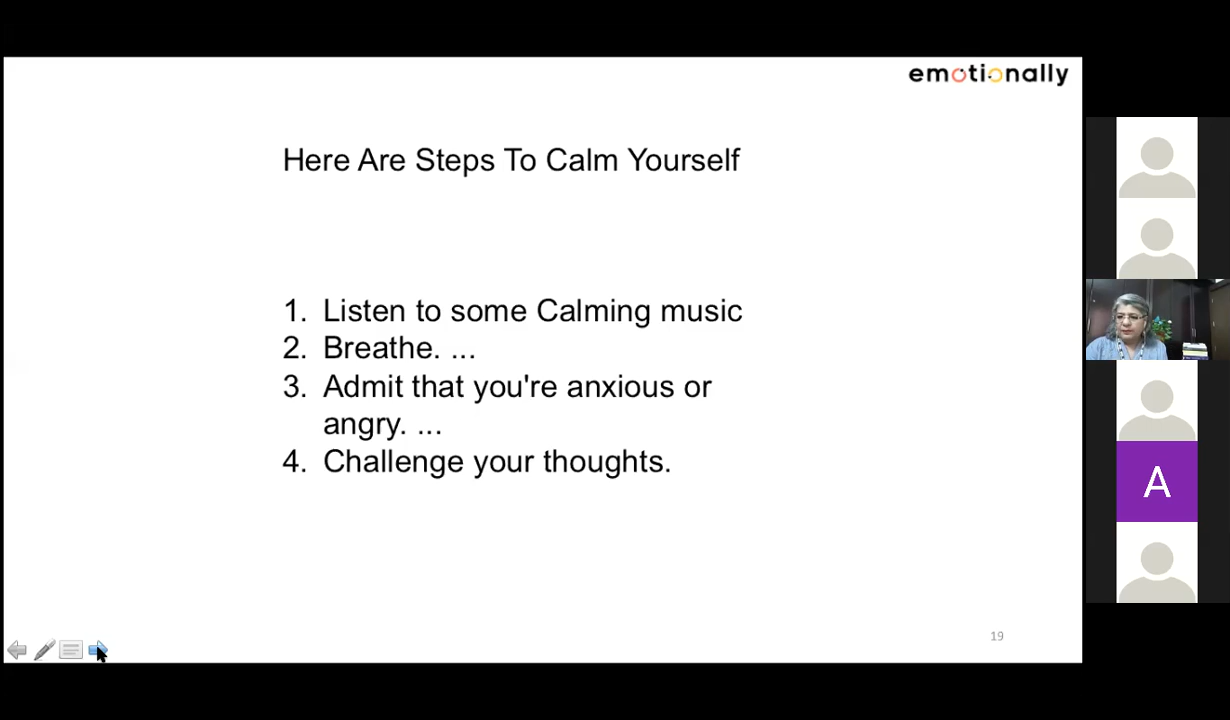 emotionally
Here Are Steps To Calm Yourself
1. Listen to some Calming music
2. Breathe. ...
3. Admit that you're anxious or
angry. ...
4. Challenge your thoughts.
A
19